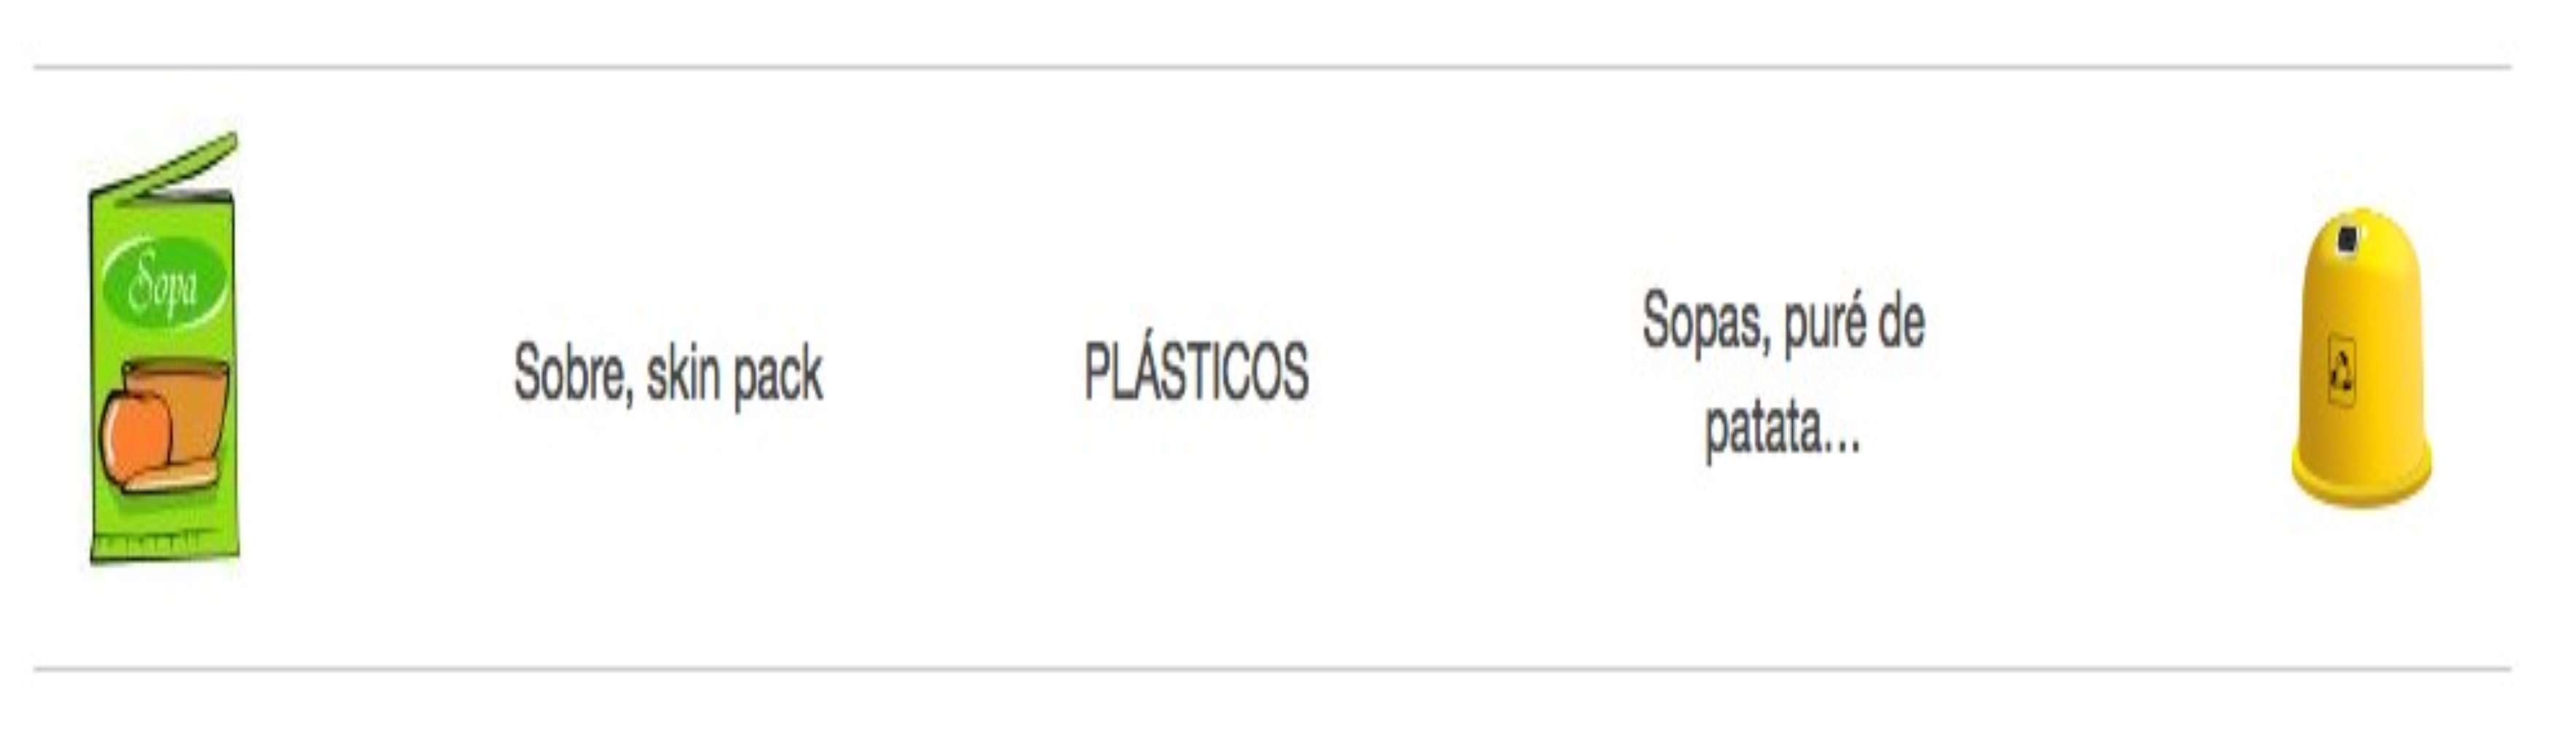 Sopa
Sobre, skin pack
PLÁSTICOS
Sopas, puré de
patata...